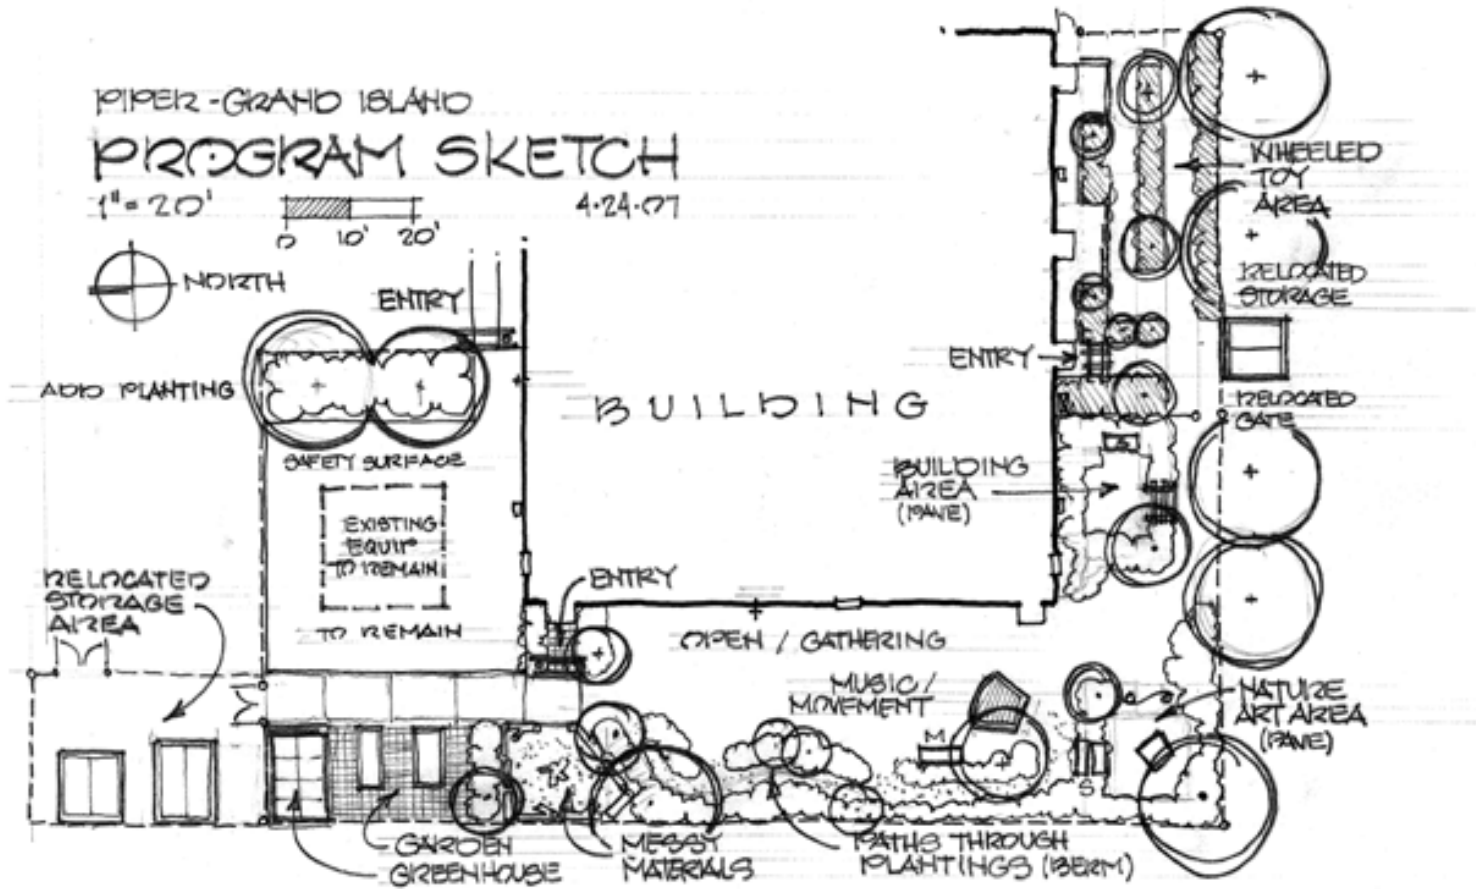 PIPER-GRAND ISLAND
PROGRAM SKETCH
1"=20'
0 10' 20'
4·24·07
NORTH
ENTRY
ADD PLANTING
SAFETY SURFACE
EXISTING
EQUIP
TO REMAIN
TO REMAIN
RELOCATED
STORAGE
AREA
BUILDING
ENTRY
OPEN / GATHERING
MUSIC/
MOVEMENT
M
S
ENTRY
BUILDING
AREA
(PAVE)
WHEELED
TOY
AREA
RELOCATED
STORAGE
RELOCATED
GATE
NATURE
ART AREA
(PAVE)
GARDEN
GREENHOUSE
MESSY
MATERIALS
PATHS THROUGH
PLANTINGS (BERM)